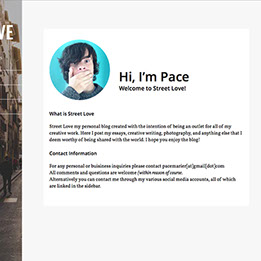 VE
Hi, I'm Pace
Welcome to Street Love!
What is Street Love
Street Love my personal blog created with the intention of being an outlet for all of my
creative work. Here I post my essays, creative writing, photography, and anything else that I
deem worthy of being shared with the world. I hope you enjoy the blog!
Contact Information
For any personal or buisiness inquiries please contact pacemarier[at]gmail[dot]com
All comments and questions are welcome (within reason of course.
Alternatively you can contact me through my various social media accounts, all of which
are linked in the sidebar.